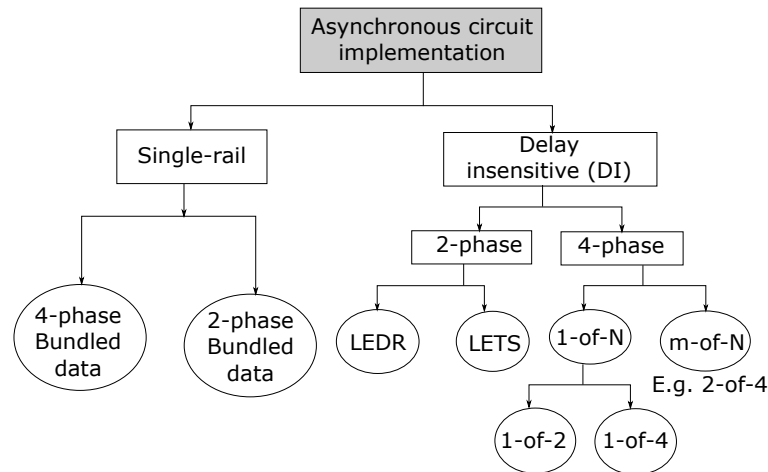 Asynchronous circuit
implementation
Single-rail
Delay
insensitive (DI)
2-phase
4-phase
4-phase
Bundled
data
2-phase
Bundled
data
LEDR
LETS
1-of-N
m-of-N
E.g. 2-of-4
1-of-2
1-of-4